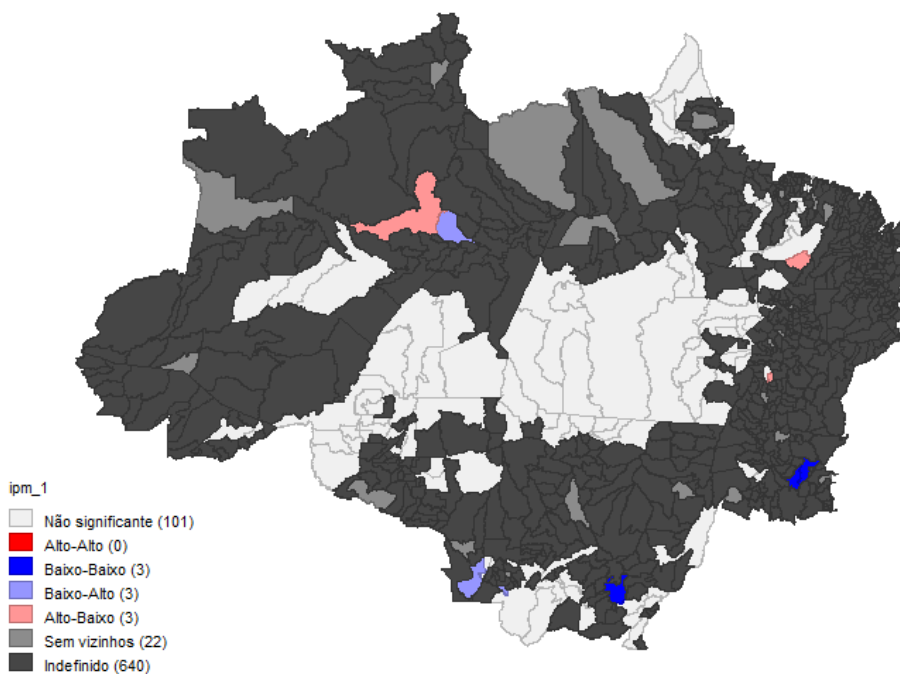 ipm_1
Não significante (101)
Alto-Alto (0)
Baixo-Baixo (3)
Baixo-Alto (3)
Alto-Baixo (3)
Sem vizinhos (22)
Indefinido (640)